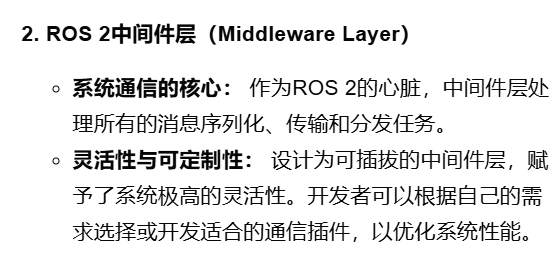 2. ROS 2中间件层（Middleware Layer）
系统通信的核心： 作为ROS 2的心脏，中间件层处
理所有的消息序列化、传输和分发任务。
灵活性与可定制性： 设计为可插拔的中间件层，赋
予了系统极高的灵活性。开发者可以根据自己的需
求选择或开发适合的通信插件，以优化系统性能。